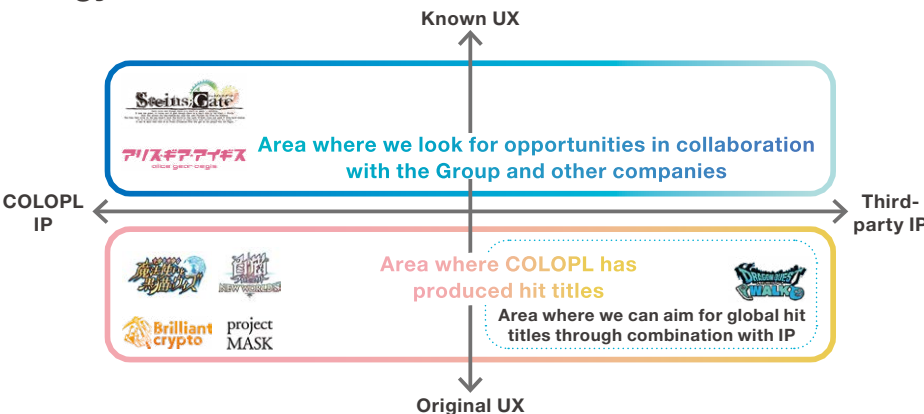 Known UX
Steins;Gate
アリス・ギア・アイギス
alice gear aegis
Area where we look for opportunities in collaboration
with the Group and other companies
COLOPL
IP
Third-
party IP
Area where COLOPL has
produced hit titles
NEW WORLD'S
DRAGON QUEST
WALK
Brilliant
crypto
project
MASK
Area where we can aim for global hit
titles through combination with IP
Original UX